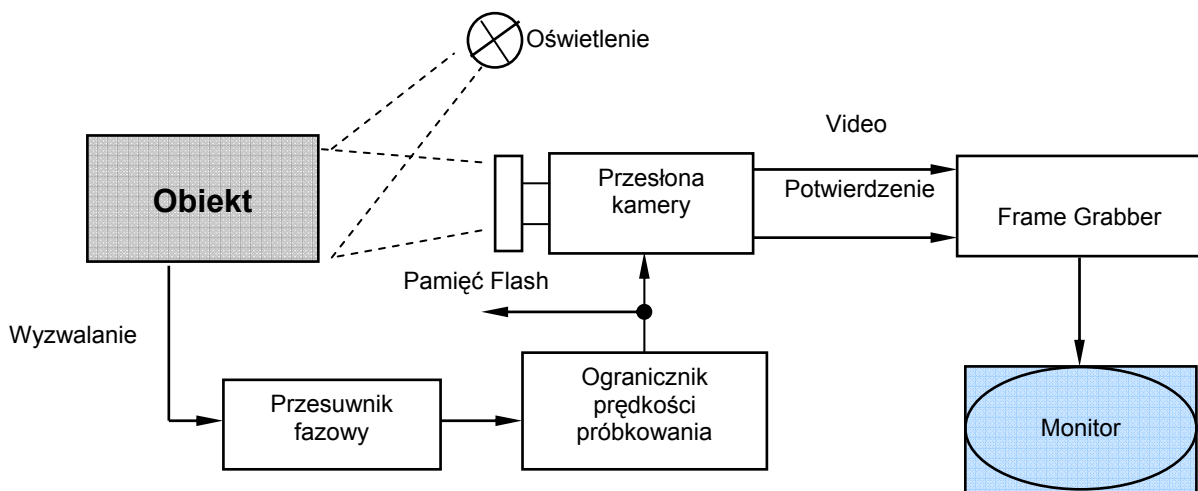 Oświetlenie
Obiekt
Przesłona
kamery
Video
Potwierdzenie
Frame Grabber
Pamięć Flash
Wyzwalanie
Przesuwnik
fazowy
Ogranicznik
prędkości
próbkowania
Monitor